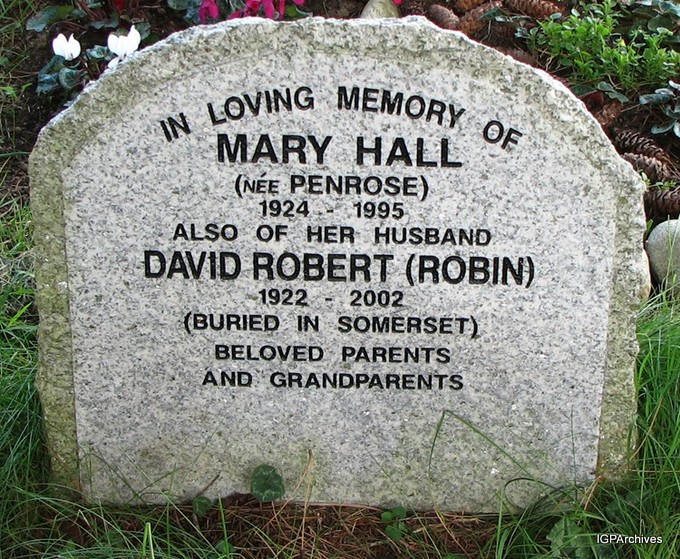 IN LOVING MEMORY OF
MARY HALL
(NÉE PENROSE)
1924 - 1995
ALSO OF HER HUSBAND
DAVID ROBERT (ROBIN)
1922 - 2002
(BURIED IN SOMERSET)
BELOVED PARENTS
AND GRANDPARENTS
IGPArchives